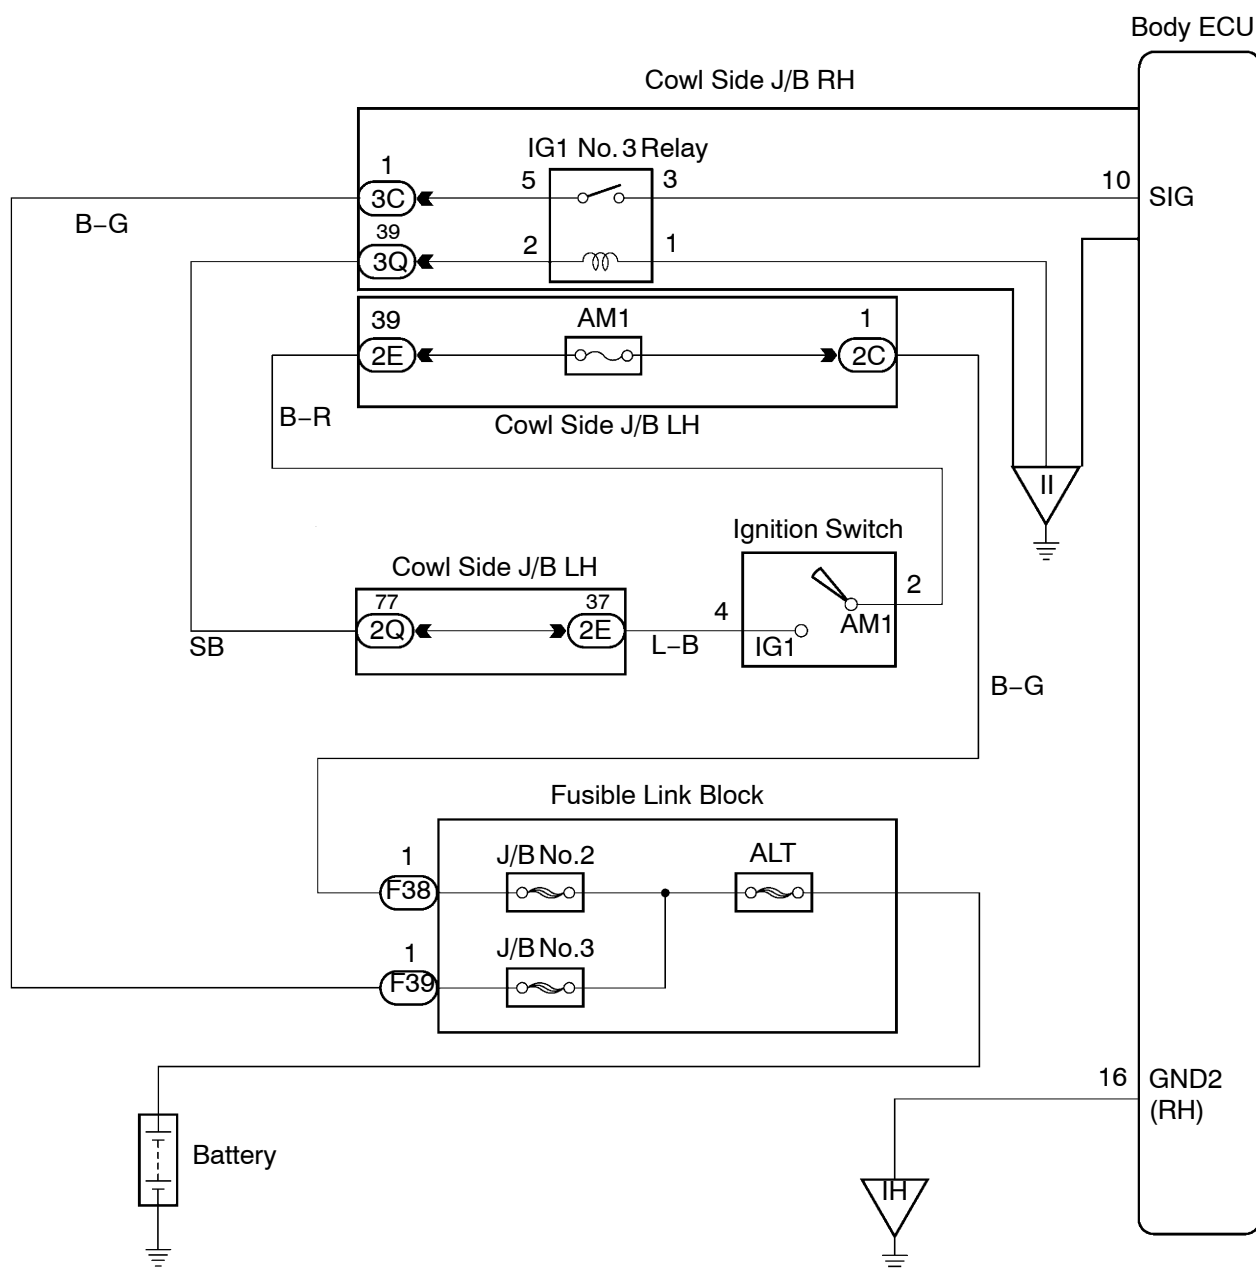 Body ECU
Cowl Side J/B RH
IG1 No. 3 Relay
1
3C
5
3
10
SIG
B–G
39
3Q
2
1
39
2E
AM1
1
2C
B–R
Cowl Side J/B LH
II
Ignition Switch
Cowl Side J/B LH
77
2Q
37
2E
4
2
AM1
IG1
SB
L–B
B–G
Fusible Link Block
1
F38
J/B No.2
ALT
1
F39
J/B No.3
16
GND2
(RH)
Battery
IH